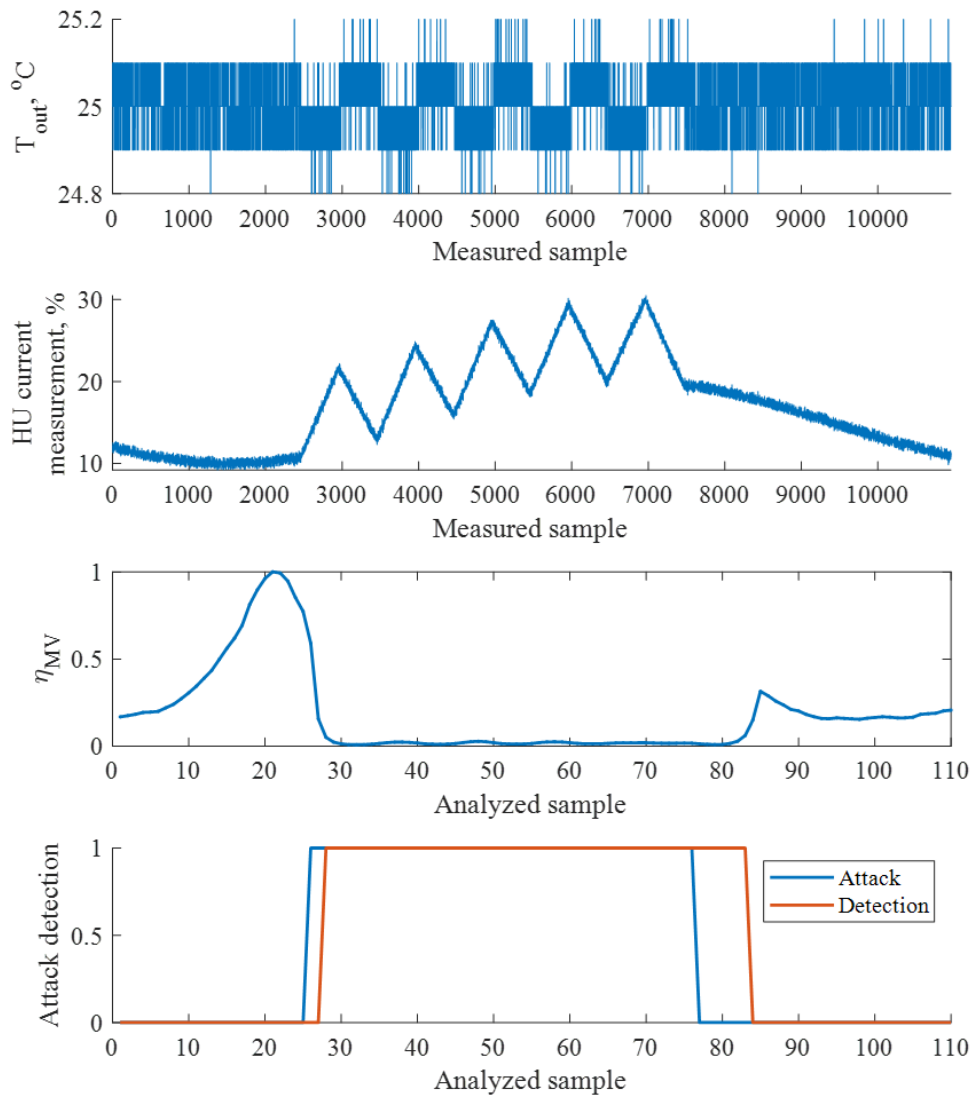 25.2
25
24.8
T_out, °C
0 1000 2000 3000 4000 5000 6000 7000 8000 9000 10000
Measured sample
30
20
10
HU current
measurement, %
0 1000 2000 3000 4000 5000 6000 7000 8000 9000 10000
Measured sample
1
0.5
0
η_MV
0 10 20 30 40 50 60 70 80 90 100 110
Analyzed sample
1
0.5
0
Attack detection
Attack
Detection
0 10 20 30 40 50 60 70 80 90 100 110
Analyzed sample